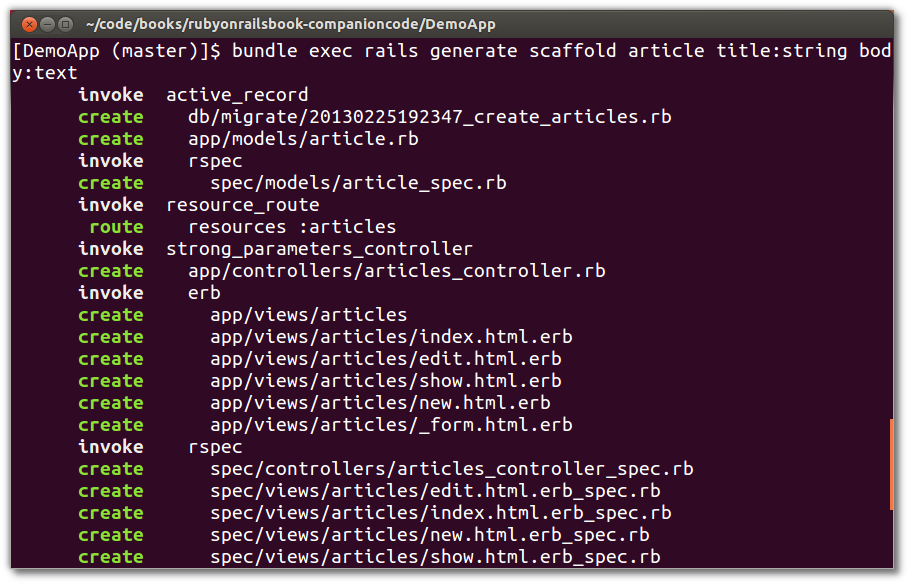 ~/code/books/rubyonrailsbook-companioncode/DemoApp
[DemoApp (master)]$ bundle exec rails generate scaffold article title:string bod
y:text
invoke active_record
create db/migrate/20130225192347_create_articles.rb
create app/models/article.rb
invoke rspec
create spec/models/article_spec.rb
invoke resource_route
route resources :articles
invoke strong_parameters_controller
create app/controllers/articles_controller.rb
invoke erb
create app/views/articles
create app/views/articles/index.html.erb
create app/views/articles/edit.html.erb
create app/views/articles/show.html.erb
create app/views/articles/new.html.erb
create app/views/articles/_form.html.erb
invoke rspec
create spec/controllers/articles_controller_spec.rb
create spec/views/articles/edit.html.erb_spec.rb
create spec/views/articles/index.html.erb_spec.rb
create spec/views/articles/new.html.erb_spec.rb
create spec/views/articles/show.html.erb_spec.rb